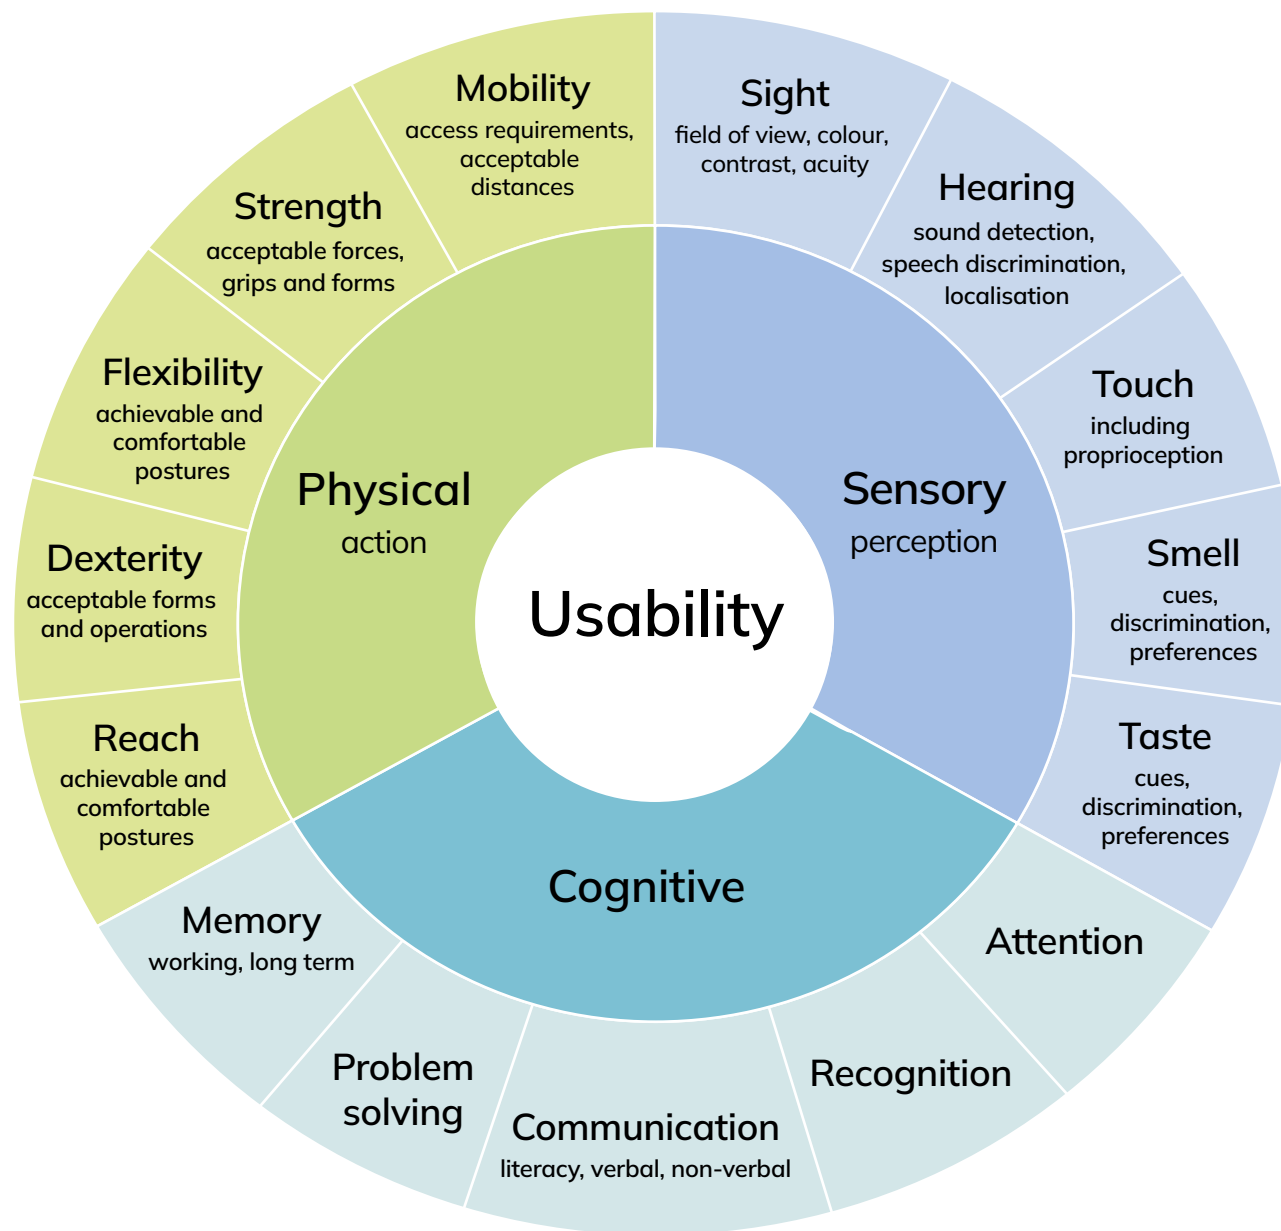 Usability
Physical
action
Sensory
perception
Cognitive
Mobility
access requirements,
acceptable
distances
Sight
field of view, colour,
contrast, acuity
Hearing
sound detection,
speech discrimination,
localisation
Touch
including
proprioception
Smell
cues,
discrimination,
preferences
Taste
cues,
discrimination,
preferences
Attention
Recognition
Communication
literacy, verbal, non-verbal
Problem
solving
Memory
working, long term
Reach
achievable and
comfortable
postures
Dexterity
acceptable forms
and operations
Flexibility
achievable and
comfortable
postures
Strength
acceptable forces,
grips and forms